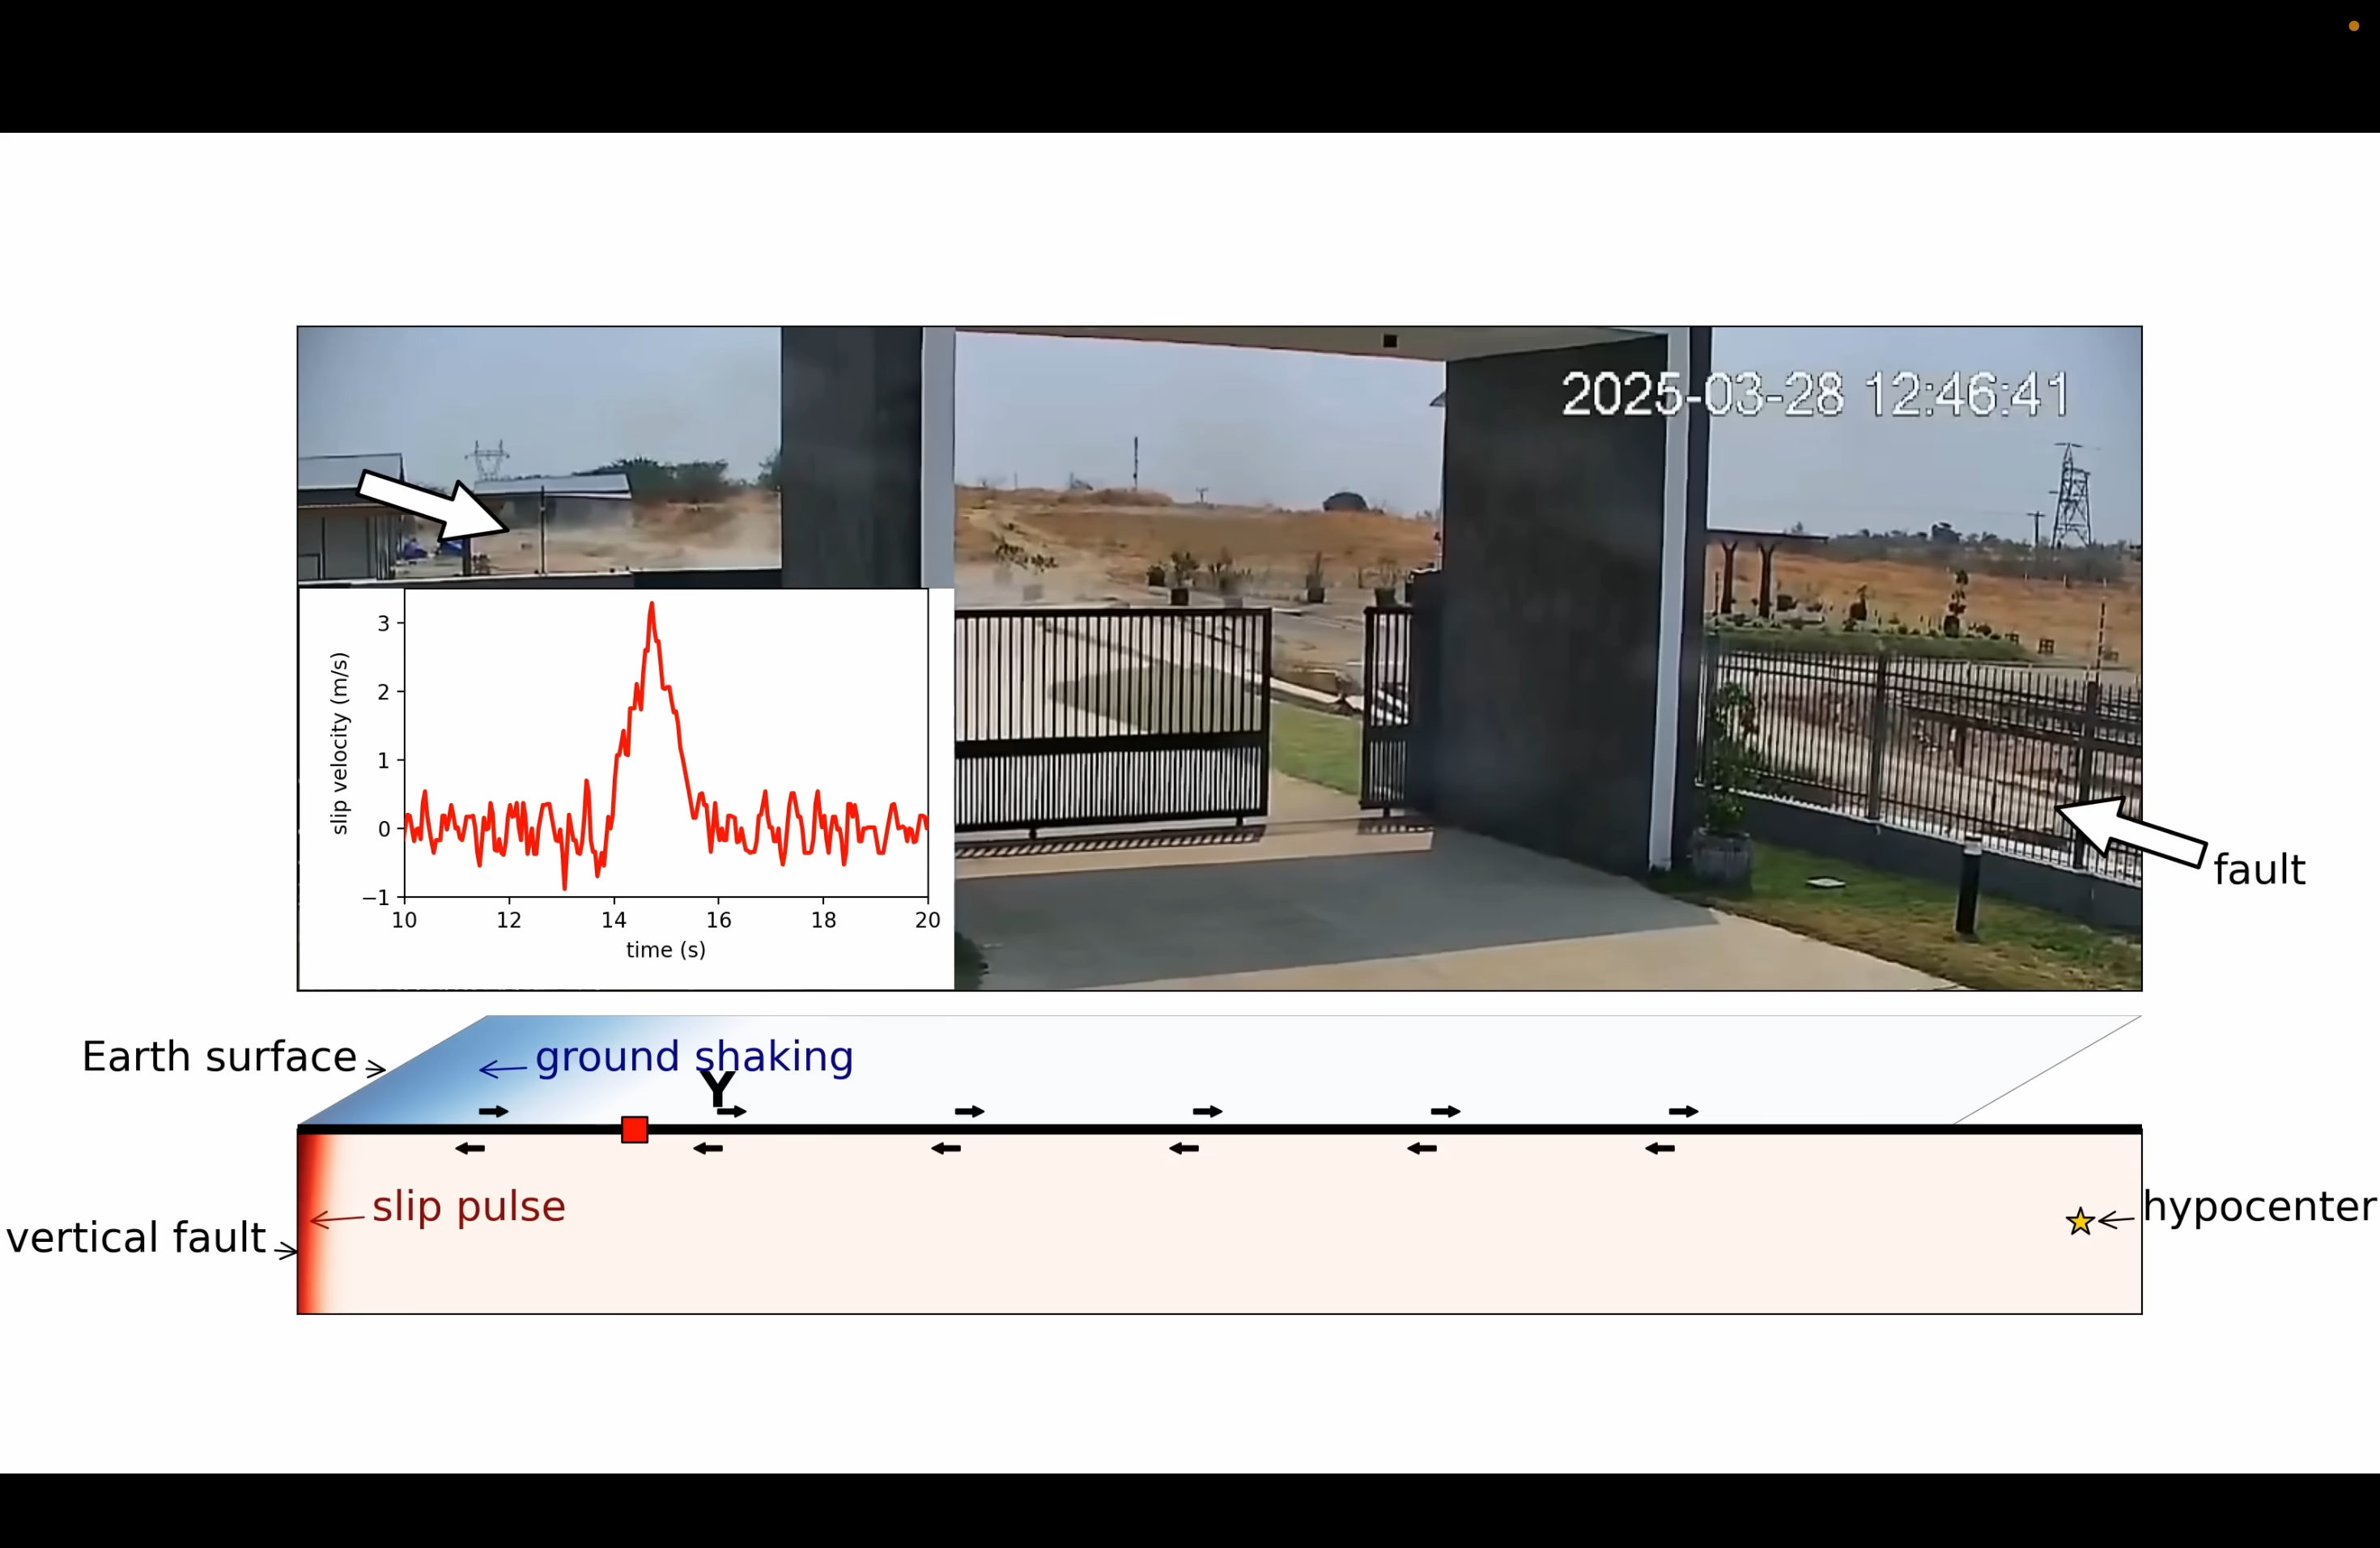 2025-03-28 12:46:41
fault
slip velocity (m/s)
3
2
1
0
−1
10 12 14 16 18 20
time (s)
Earth surface
ground shaking
Y
slip pulse
vertical fault
hypocenter